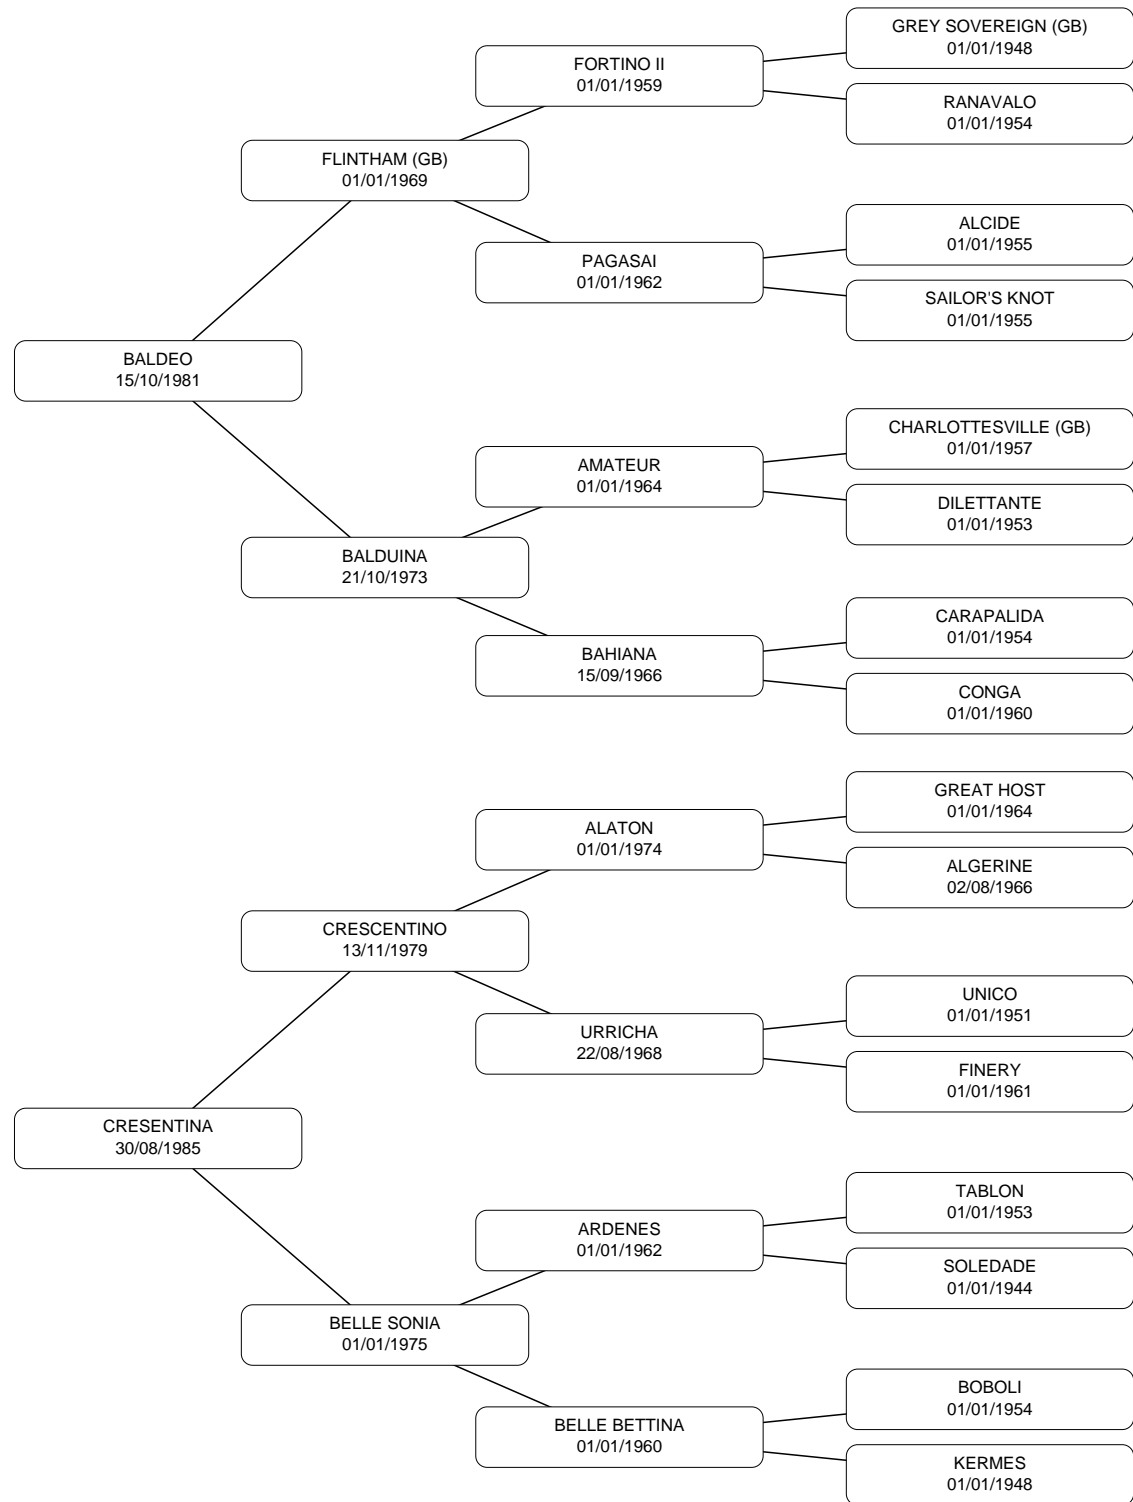 GREY SOVEREIGN (GB)
01/01/1948
FORTINO II
01/01/1959
RANAVALO
01/01/1954
FLINTHAM (GB)
01/01/1969
ALCIDE
01/01/1955
PAGASAI
01/01/1962
SAILOR'S KNOT
01/01/1955
BALDEO
15/10/1981
CHARLOTTESVILLE (GB)
01/01/1957
AMATEUR
01/01/1964
DILETTANTE
01/01/1953
BALDUINA
21/10/1973
CARAPALIDA
01/01/1954
BAHIANA
15/09/1966
CONGA
01/01/1960
GREAT HOST
01/01/1964
ALATON
01/01/1974
ALGERINE
02/08/1966
CRESCENTINO
13/11/1979
UNICO
01/01/1951
URRICHA
22/08/1968
FINERY
01/01/1961
CRESENTINA
30/08/1985
TABLON
01/01/1953
ARDENES
01/01/1962
SOLEDADE
01/01/1944
BELLE SONIA
01/01/1975
BOBOLI
01/01/1954
BELLE BETTINA
01/01/1960
KERMES
01/01/1948